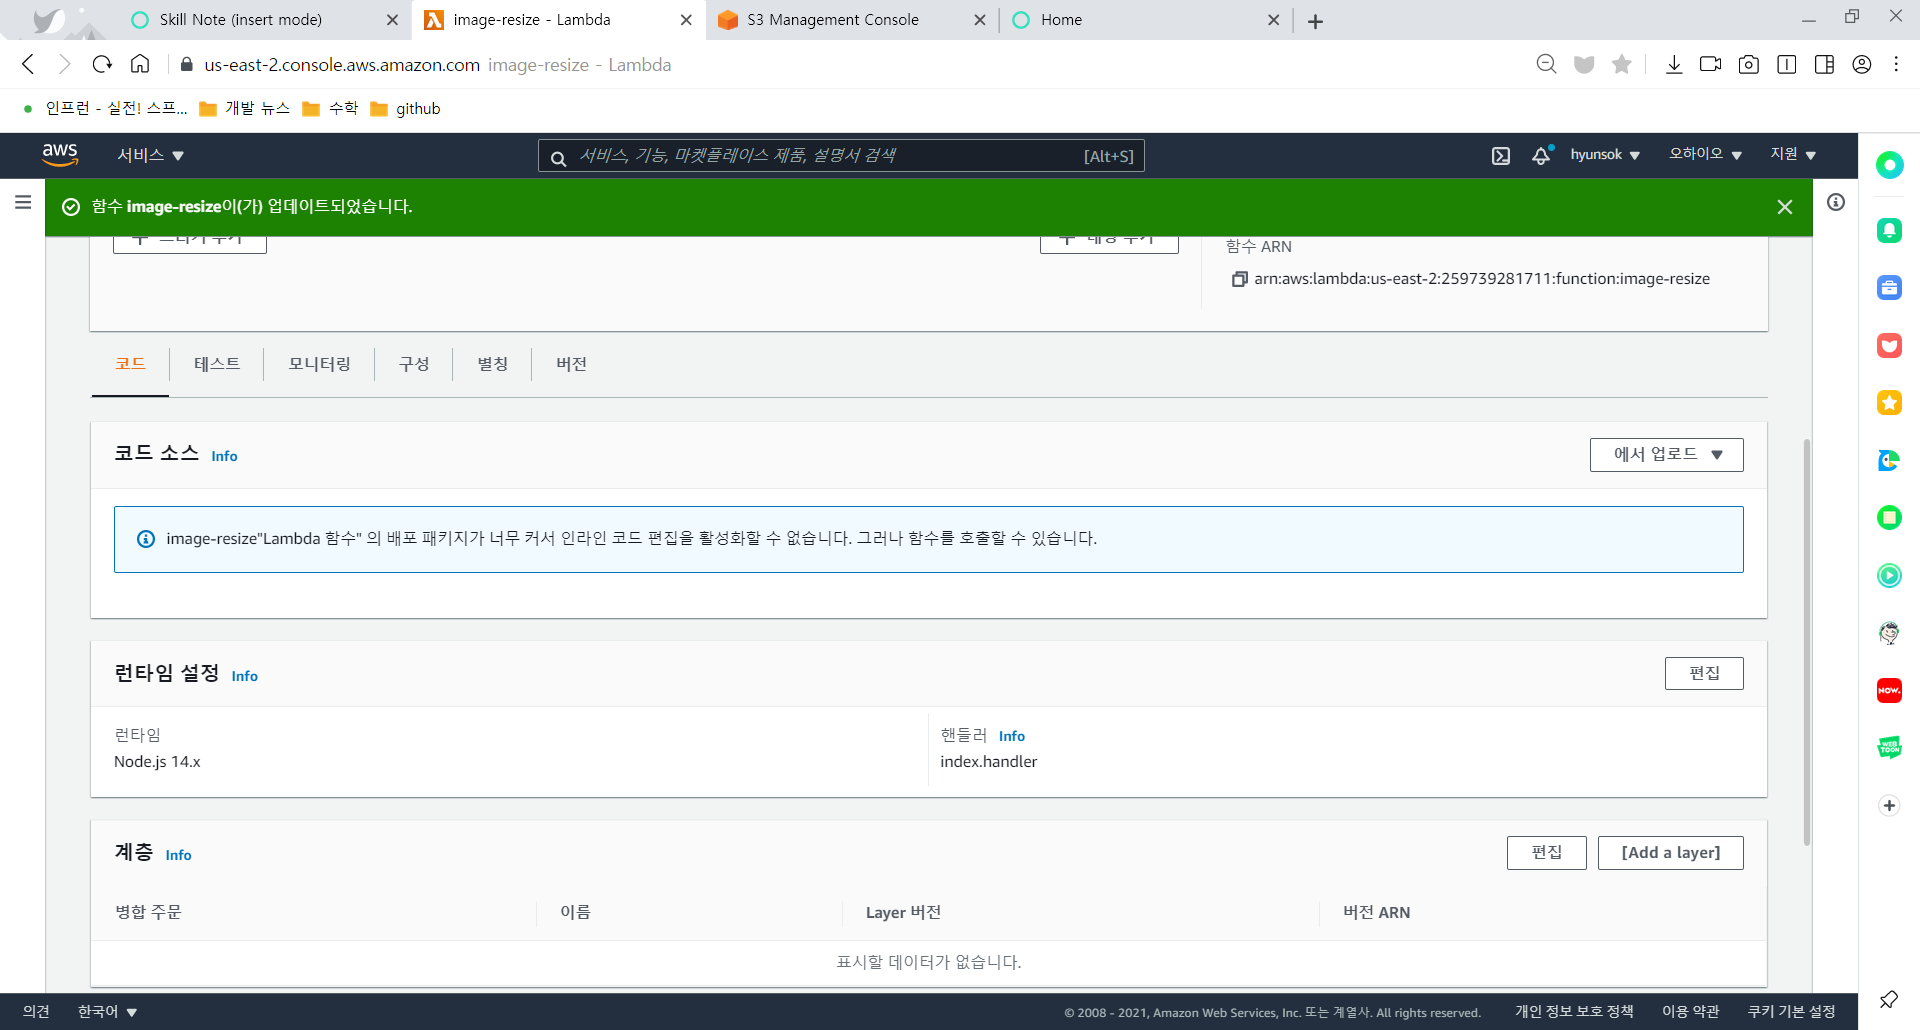 Skill Note (insert mode)
image-resize - Lambda
S3 Management Console
Home
us-east-2.console.aws.amazon.com image-resize - Lambda
인프런 - 실전! 스프...
개발 뉴스
수학
github
aws
서비스 ▼
서비스, 기능, 마켓플레이스 제품, 설명서 검색 [Alt+S]
hyunsok ▼
오하이오 ▼
지원 ▼
함수 image-resize이(가) 업데이트되었습니다.
함수 ARN
arn:aws:lambda:us-east-2:259739281711:function:image-resize
코드
테스트
모니터링
구성
별칭
버전
코드 소스 Info
에서 업로드 ▼
image-resize"Lambda 함수" 의 배포 패키지가 너무 커서 인라인 코드 편집을 활성화할 수 없습니다. 그러나 함수를 호출할 수 있습니다.
런타임 설정 Info
편집
런타임
Node.js 14.x
핸들러 Info
index.handler
계층 Info
편집
[Add a layer]
병합 주문
이름
Layer 버전
버전 ARN
표시할 데이터가 없습니다.
NOW.
WEB
TOON
의견
한국어 ▼
© 2008 - 2021, Amazon Web Services, Inc. 또는 계열사. All rights reserved.
개인 정보 보호 정책
이용 약관
쿠키 기본 설정